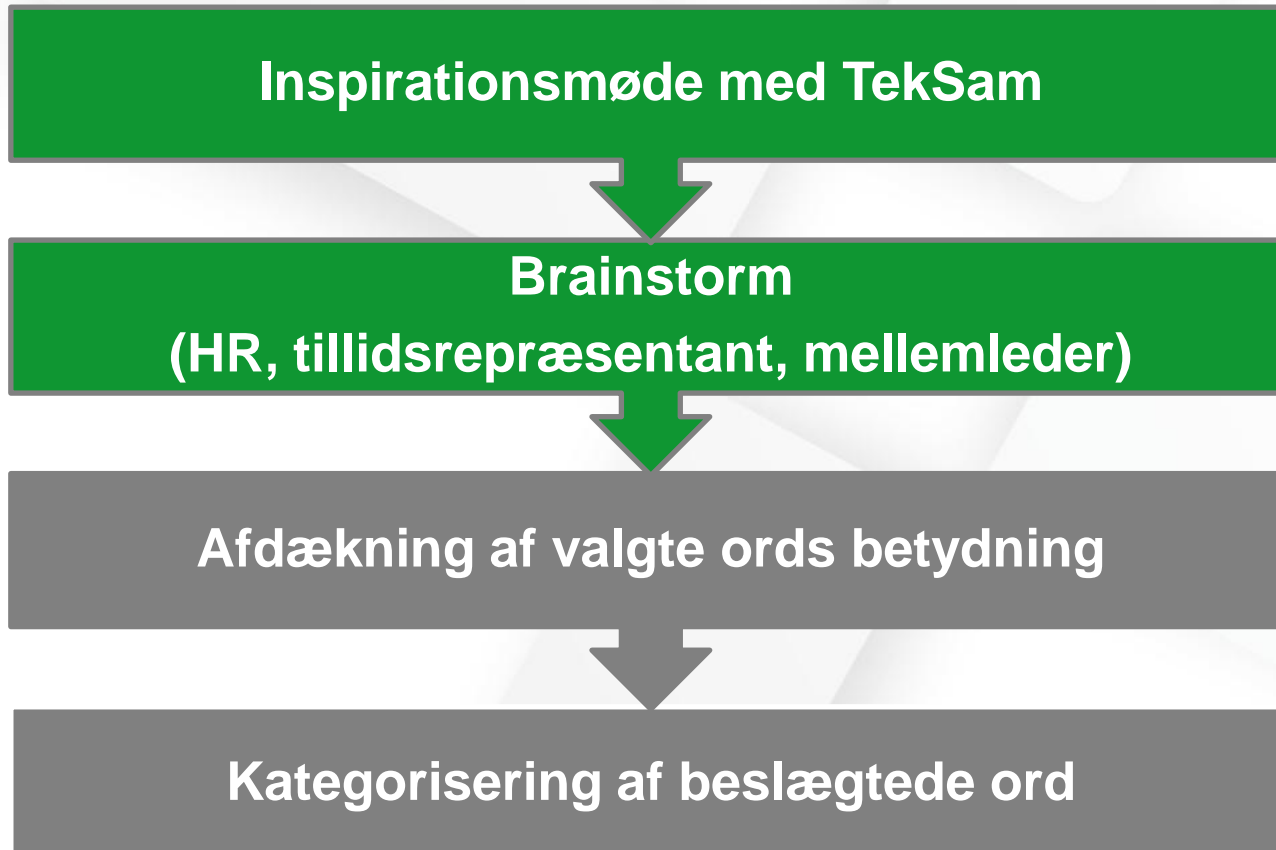 Inspirationsmøde med TekSam
Brainstorm
(HR, tillidsrepræsentant, mellemleder)
Afdækning af valgte ords betydning
Kategorisering af beslægtede ord